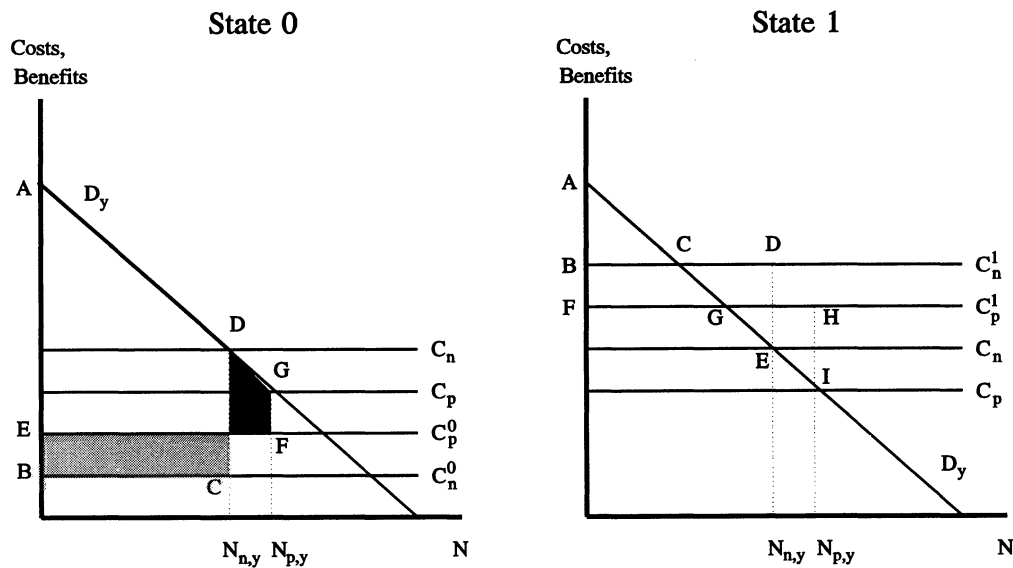 State 0
Costs,
Benefits
A
D_y
D
C_n
G
C_p
E
C_p^0
F
B
C_n^0
C
N_{n,y} N_{p,y} N
State 1
Costs,
Benefits
A
C D
B
C_n^1
F
C_p^1
G H
C_n
E
I
C_p
D_y
N_{n,y} N_{p,y} N